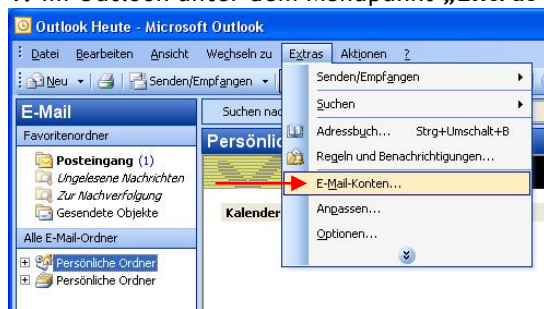 Outlook Heute - Microsoft Outlook
Datei Bearbeiten Ansicht Wechseln zu Extras Aktionen ?
Neu Senden/Empfangen
Senden/Empfangen
E-Mail
Suchen nac
Suchen
Favoritenordner
Persönlic
Adressbuch... Strg+Umschalt+B
Posteingang (1)
Regeln und Benachrichtigungen...
Ungelesene Nachrichten
E-Mail-Konten...
Zur Nachverfolgung
Gesendete Objekte
Kalender
Anpassen...
Alle E-Mail-Ordner
Optionen...
Persönliche Ordner
Persönliche Ordner